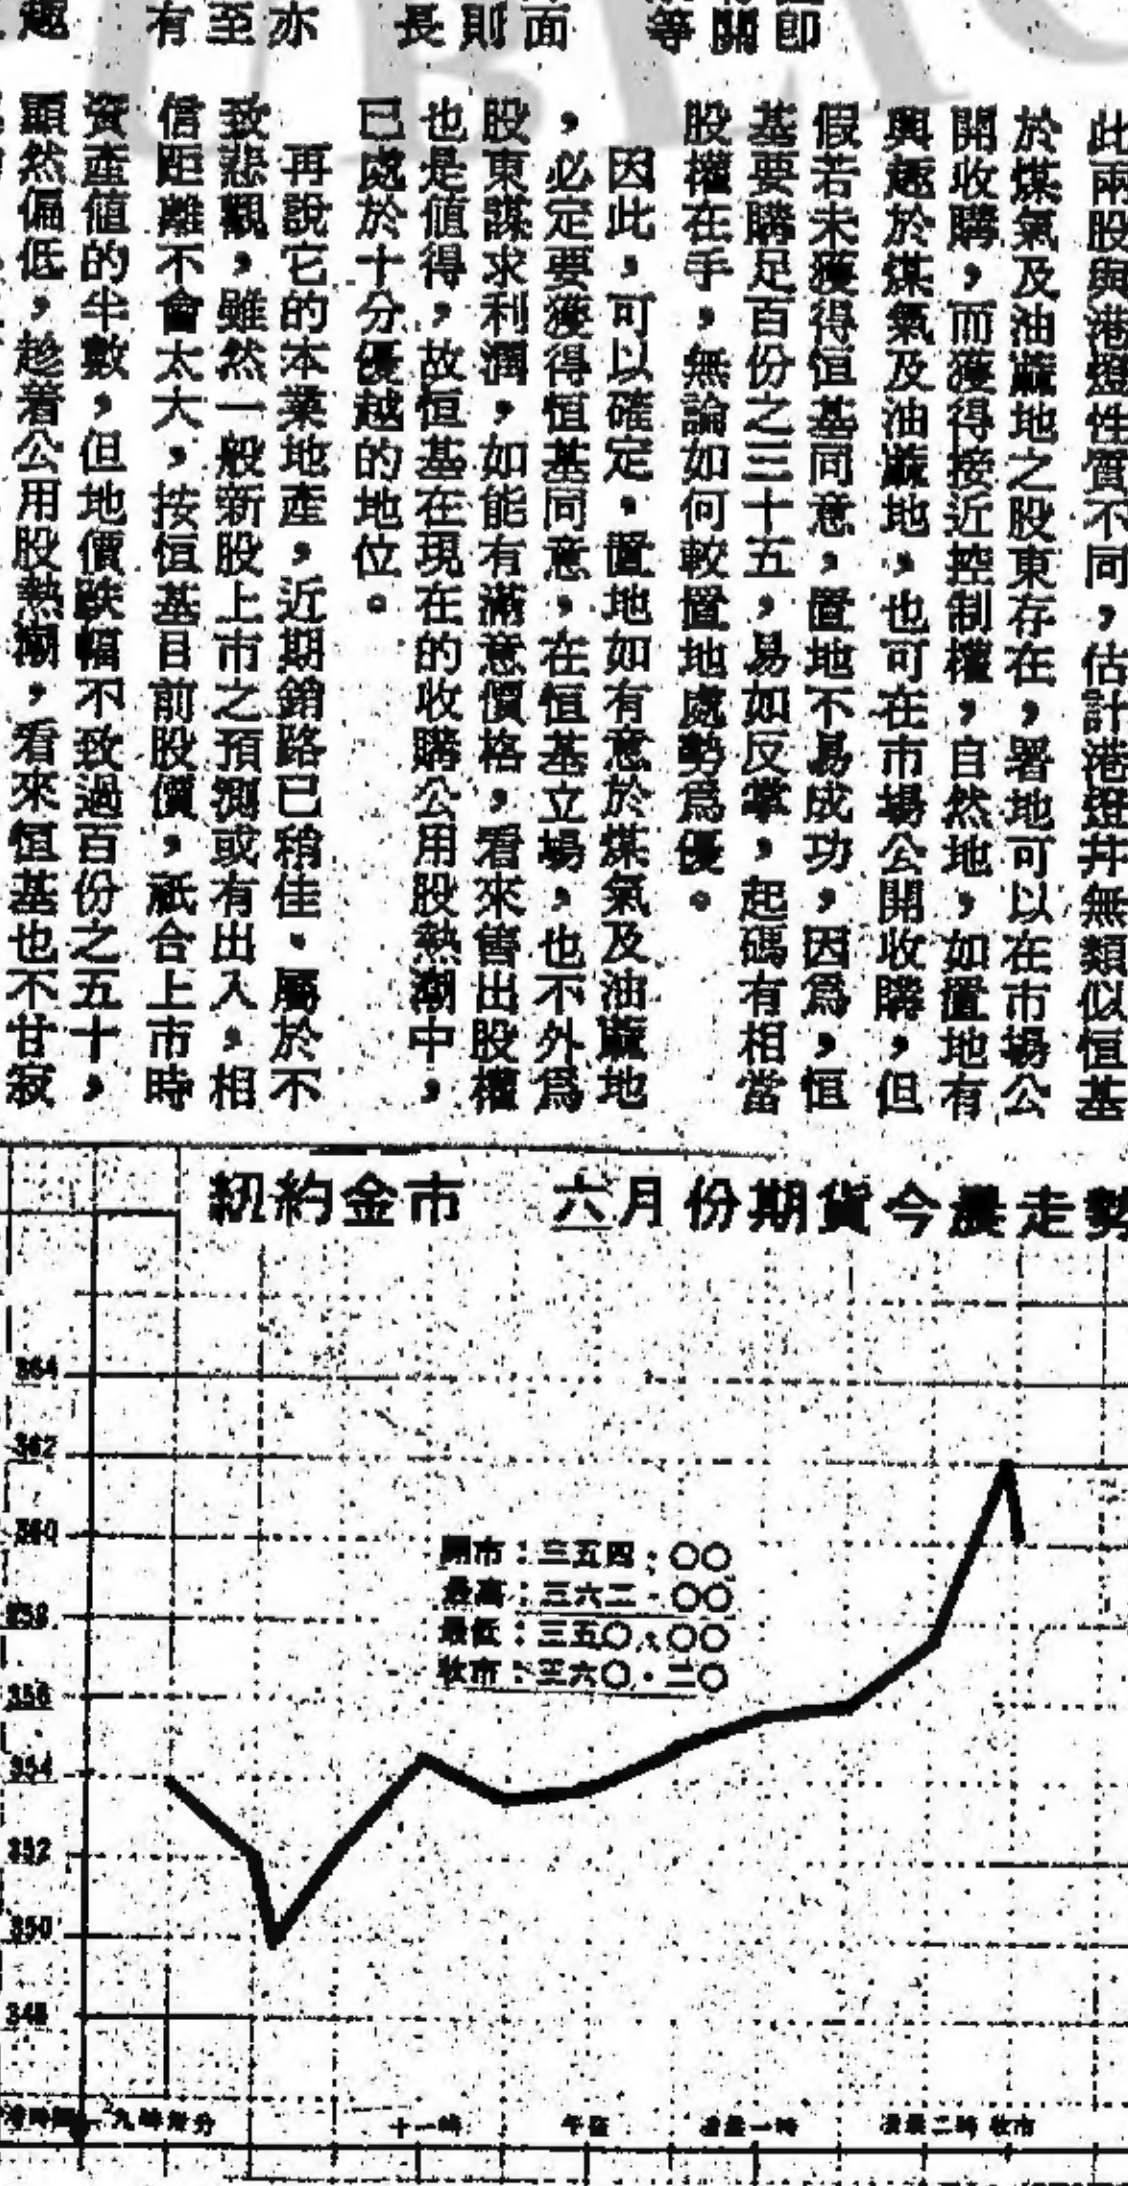 即
關等
面
則
長
亦
至
有
趣
此兩股與港燈性質不同，估計港燈并無類似恒基
於煤氣及油蔴地之股東存在，署地可以在市場公
開收購，而獲得接近控制權，自然地，如置地有
興趣於煤氣及油蔴地，也可在市場公開收購，但
假若未獲得恒基同意，置地不易成功，因爲，恒
基要購足百份之三十五，易如反掌，起碼有相當
股權在手，無論如何較置地處勢爲優。
因此，可以確定，置地如有意於煤氣及油蔴地
，必定要獲得恒基同意，在恒基立場，也不外爲
股東謀求利潤，如能有滿意價格，看來售出股權
也是値得，故恒基在現在的收購公用股熱潮中，
已處於十分優越的地位。
再說它的本業地產，近期銷路已稍佳，屬於不
致悲觀，雖然一般新股上市之預測或有出入，相
信距離不會太大，按恒基目前股價，祇合上市時
資產値的半數，但地價跌幅不致過百份之五十，
顯然偏低，趁着公用股熱潮，看來恒基也不甘寂
紐約金市 六月份期貨今晨走勢
364
362
360
358
356
354
352
350
348
開市：三五四·〇〇
最高：三六二·〇〇
最低：三五〇·〇〇
收市：三六〇·二〇
九時卅分
十一時
午夜
凌晨一時
凌晨二時
收市